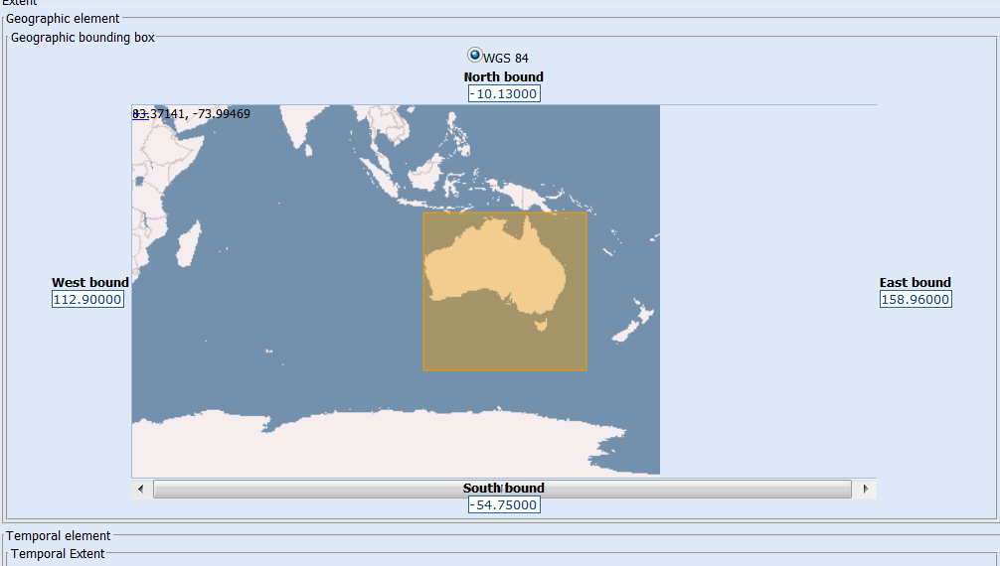 Extent
Geographic element
Geographic bounding box
WGS 84
North bound
-10.13000
83.37141, -73.99469
West bound
112.90000
East bound
158.96000
South bound
-54.75000
Temporal element
Temporal Extent